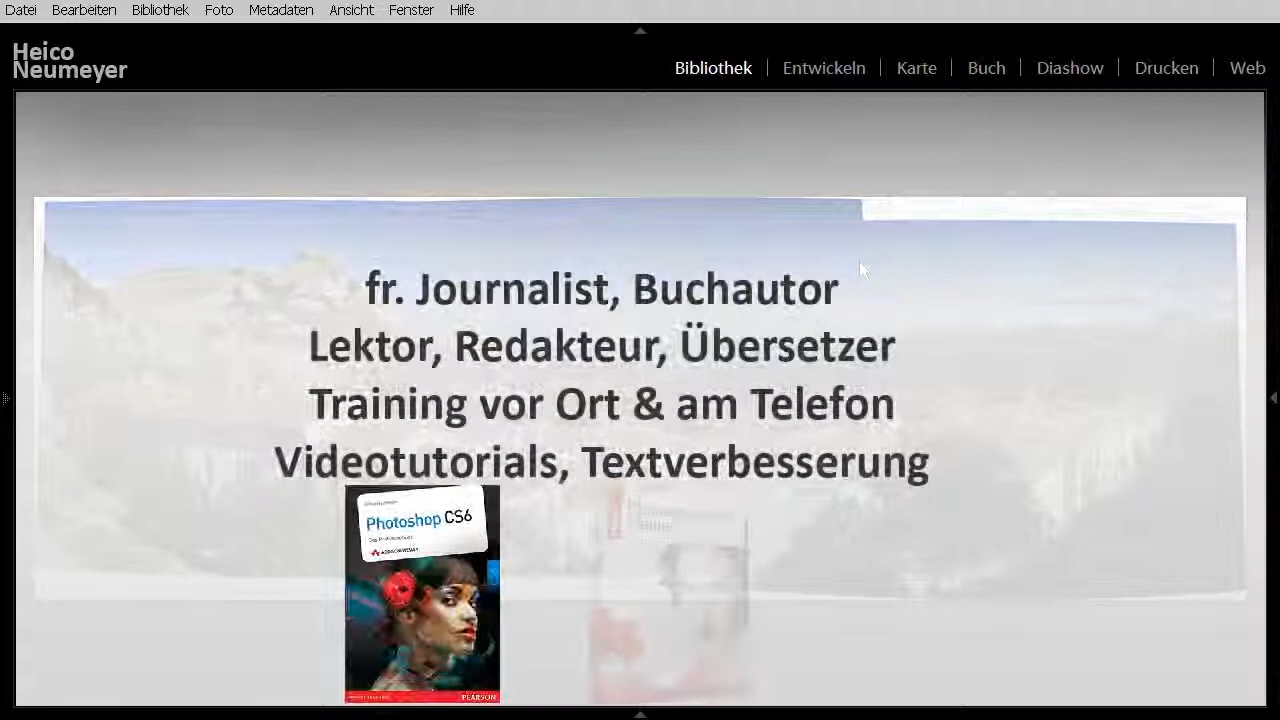 Datei Bearbeiten Bibliothek Foto Metadaten Ansicht Fenster Hilfe
Heico
Neumeyer
Bibliothek | Entwickeln | Karte | Buch | Diashow | Drucken | Web
fr. Journalist, Buchautor
Lektor, Redakteur, Übersetzer
Training vor Ort & am Telefon
Videotutorials, Textverbesserung
Photoshop CS6
PEARSON